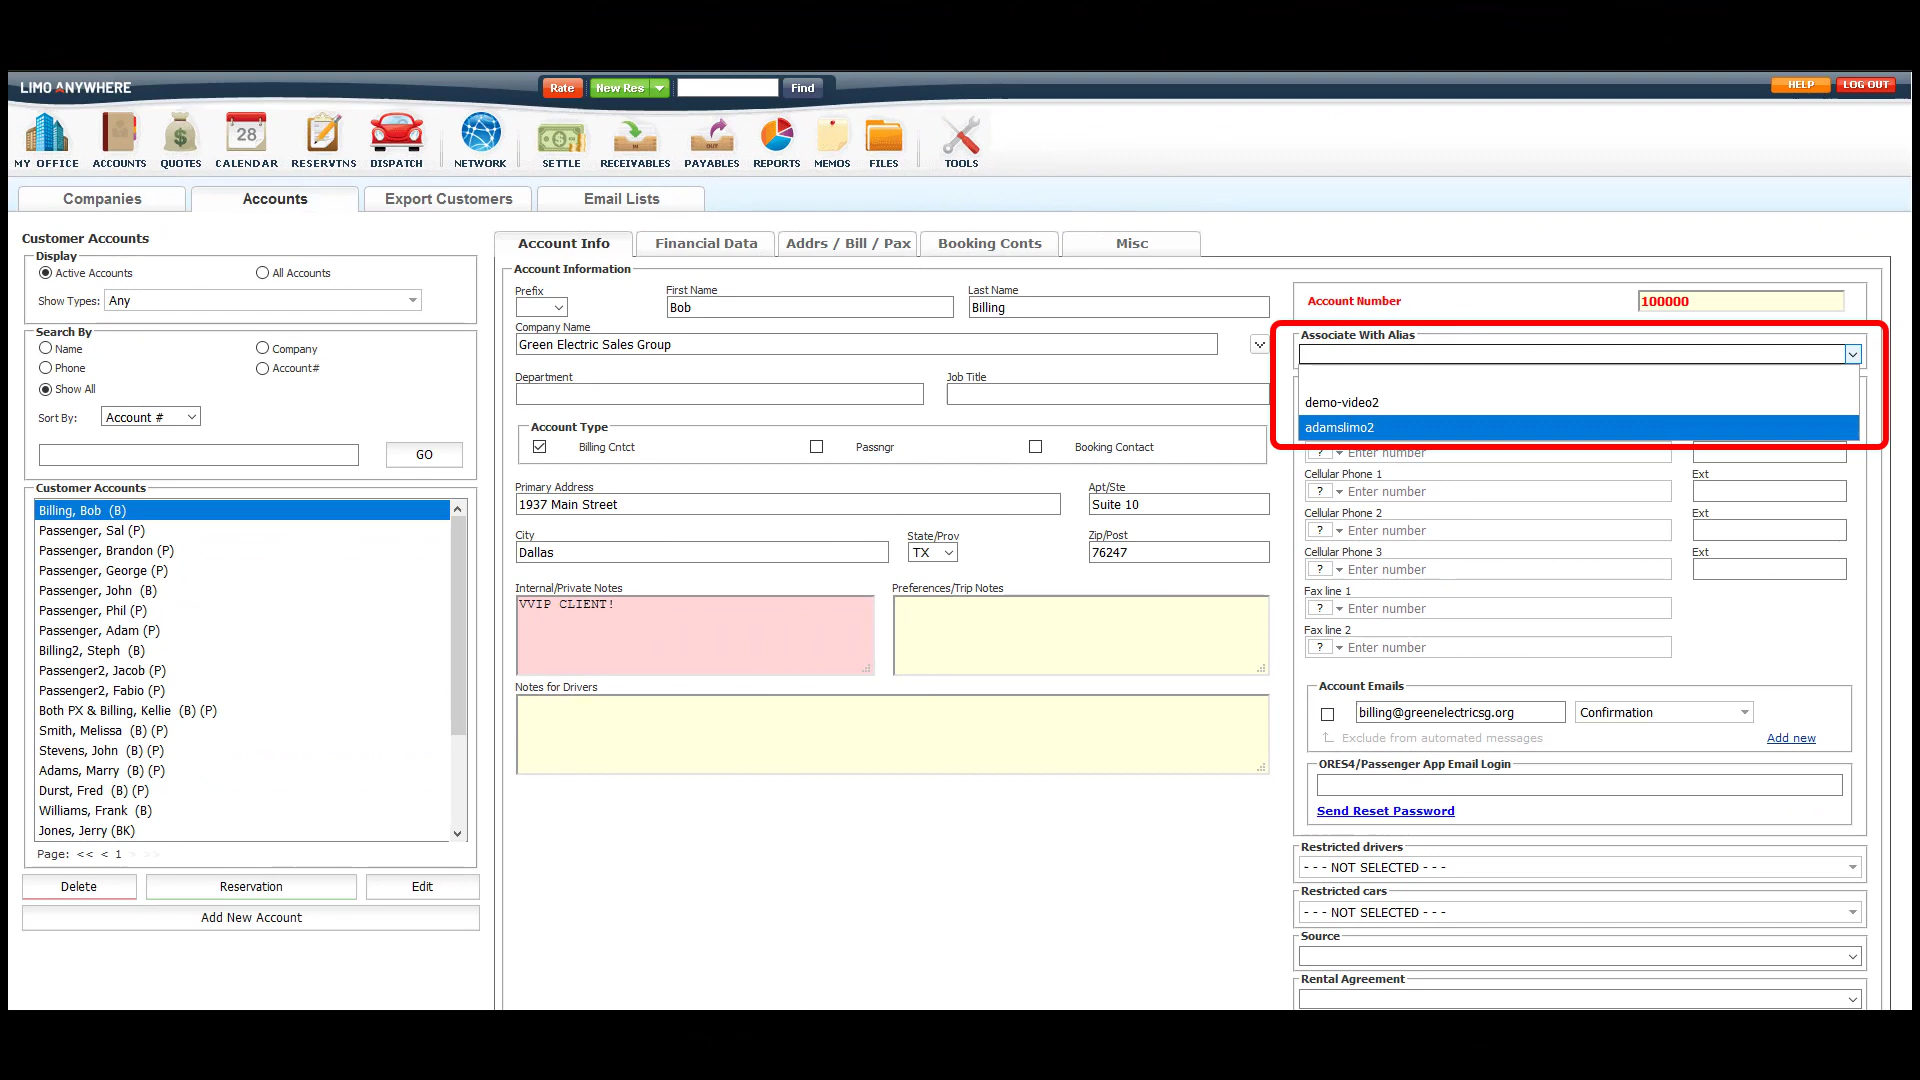 LIMO ANYWHERE
Rate
New Res
Find
HELP
LOG OUT
MY OFFICE
ACCOUNTS
QUOTES
28
CALENDAR
RESERVTNS
DISPATCH
NETWORK
SETTLE
IN
RECEIVABLES
OUT
PAYABLES
REPORTS
MEMOS
FILES
TOOLS
Companies
Accounts
Export Customers
Email Lists
Customer Accounts
Display
Active Accounts
All Accounts
Show Types:
Any
Search By
Name
Company
Phone
Account#
Show All
Sort By:
Account #
GO
Customer Accounts
Billing, Bob (B)
Passenger, Sal (P)
Passenger, Brandon (P)
Passenger, George (P)
Passenger, John (B)
Passenger, Phil (P)
Passenger, Adam (P)
Billing2, Steph (B)
Passenger2, Jacob (P)
Passenger2, Fabio (P)
Both PX & Billing, Kellie (B) (P)
Smith, Melissa (B) (P)
Stevens, John (B) (P)
Adams, Marry (B) (P)
Durst, Fred (B) (P)
Williams, Frank (B)
Jones, Jerry (BK)
Page: << < 1 > >>
Delete
Reservation
Edit
Add New Account
Account Info
Financial Data
Addrs / Bill / Pax
Booking Conts
Misc
Account Information
Prefix
First Name
Last Name
Bob
Billing
Company Name
Green Electric Sales Group
Department
Job Title
Account Type
Billing Cntct
Passngr
Booking Contact
Primary Address
Apt/Ste
1937 Main Street
Suite 10
City
State/Prov
Zip/Post
Dallas
TX
76247
Internal/Private Notes
Preferences/Trip Notes
VVIP CLIENT!
Notes for Drivers
Account Number
100000
Associate With Alias
demo-video2
adamslimo2
? Enter number
Cellular Phone 1
Ext
? Enter number
Cellular Phone 2
Ext
? Enter number
Cellular Phone 3
Ext
? Enter number
Fax line 1
? Enter number
Fax line 2
? Enter number
Account Emails
billing@greenelectricsg.org
Confirmation
Exclude from automated messages
Add new
ORES4/Passenger App Email Login
Send Reset Password
Restricted drivers
- - - NOT SELECTED - - -
Restricted cars
- - - NOT SELECTED - - -
Source
Rental Agreement